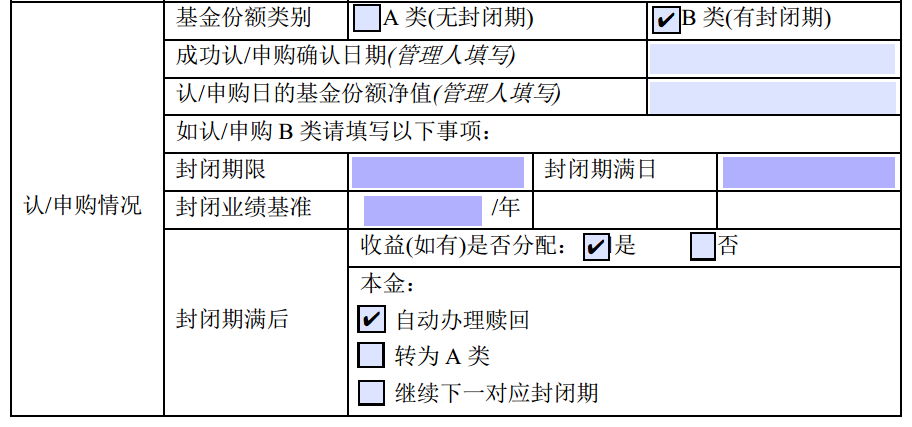 基金份额类别 A 类(无封闭期) ✔B 类(有封闭期)
成功认/申购确认日期(管理人填写)
认/申购日的基金份额净值(管理人填写)
如认/申购 B 类请填写以下事项：
封闭期限 封闭期满日
认/申购情况
封闭业绩基准 /年
收益(如有)是否分配： ✔是 否
封闭期满后
本金：
✔ 自动办理赎回
转为 A 类
继续下一对应封闭期